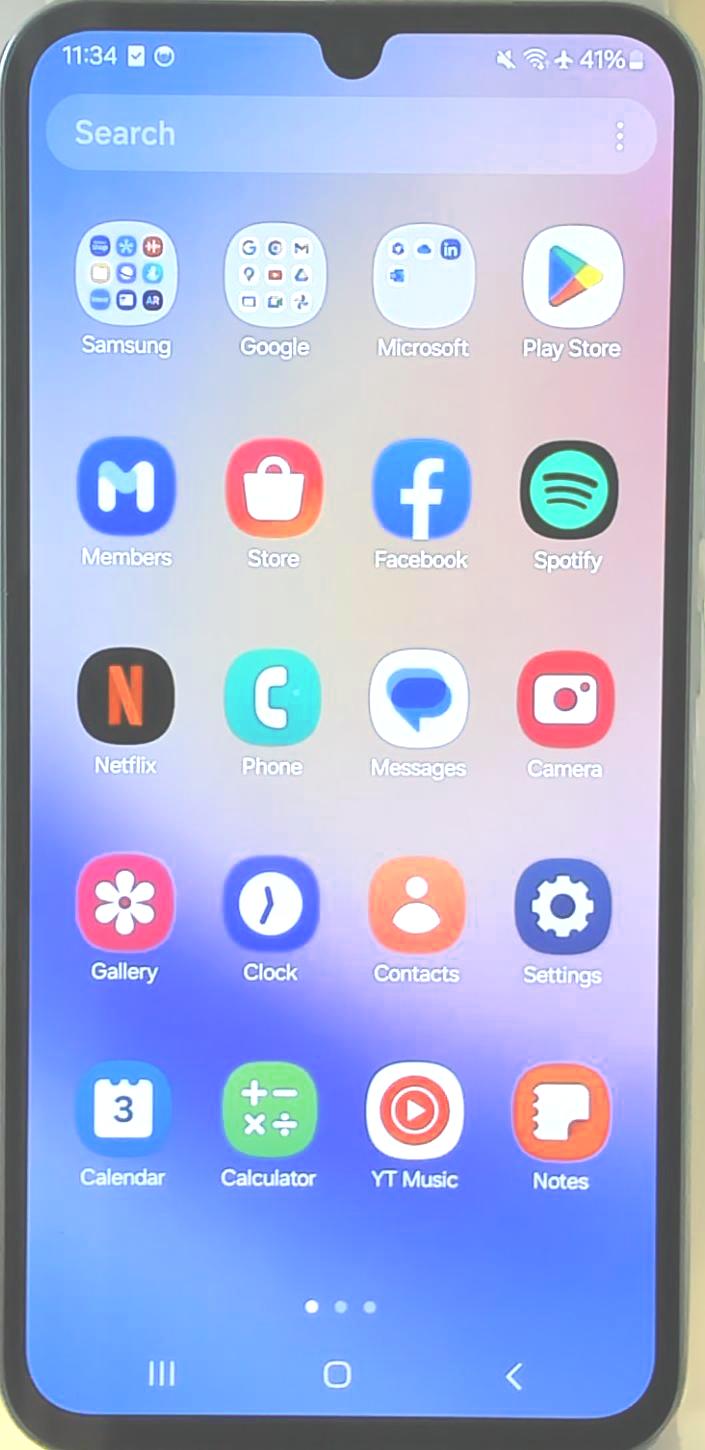 11:34 41%
Search
Samsung Google Microsoft Play Store
Members Store Facebook Spotify
Netflix Phone Messages Camera
Gallery Clock Contacts Settings
3
Calendar Calculator YT Music Notes